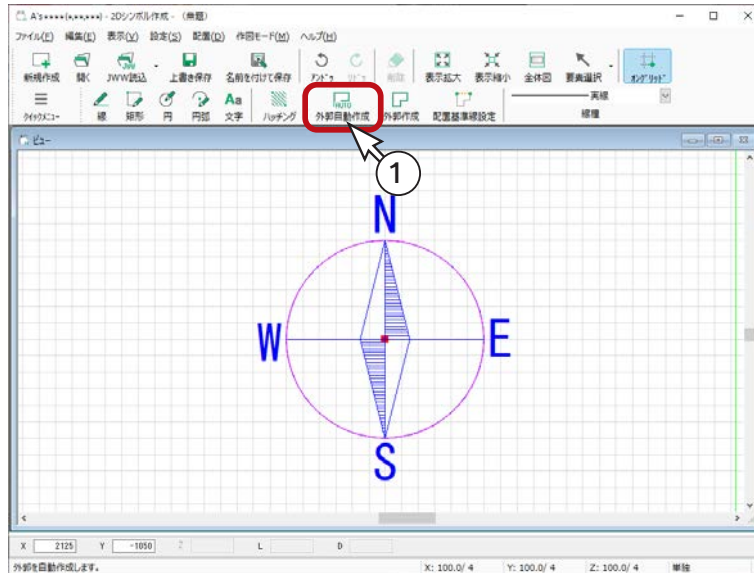 A's****(*,**,**) - 2Dシンボル作成 - (無題)
ファイル(F) 編集(E) 表示(V) 設定(S) 配置(D) 作図モード(M) ヘルプ(H)
新規作成 開く JWW読込 上書き保存 名前を付けて保存 アンドゥ リドゥ 削除 表示拡大 表示縮小 全体図 要素選択 オングリッド
クイックメニュー 線 矩形 円 円弧 文字 ハッチング 外郭自動作成 外郭作成 配置基準線設定 実線
線種
1
ビュー
N
W E
S
X 2125 Y -1050 Z L D
外郭を自動作成します。 X: 100.0/ 4 Y: 100.0/ 4 Z: 100.0/ 4 単独